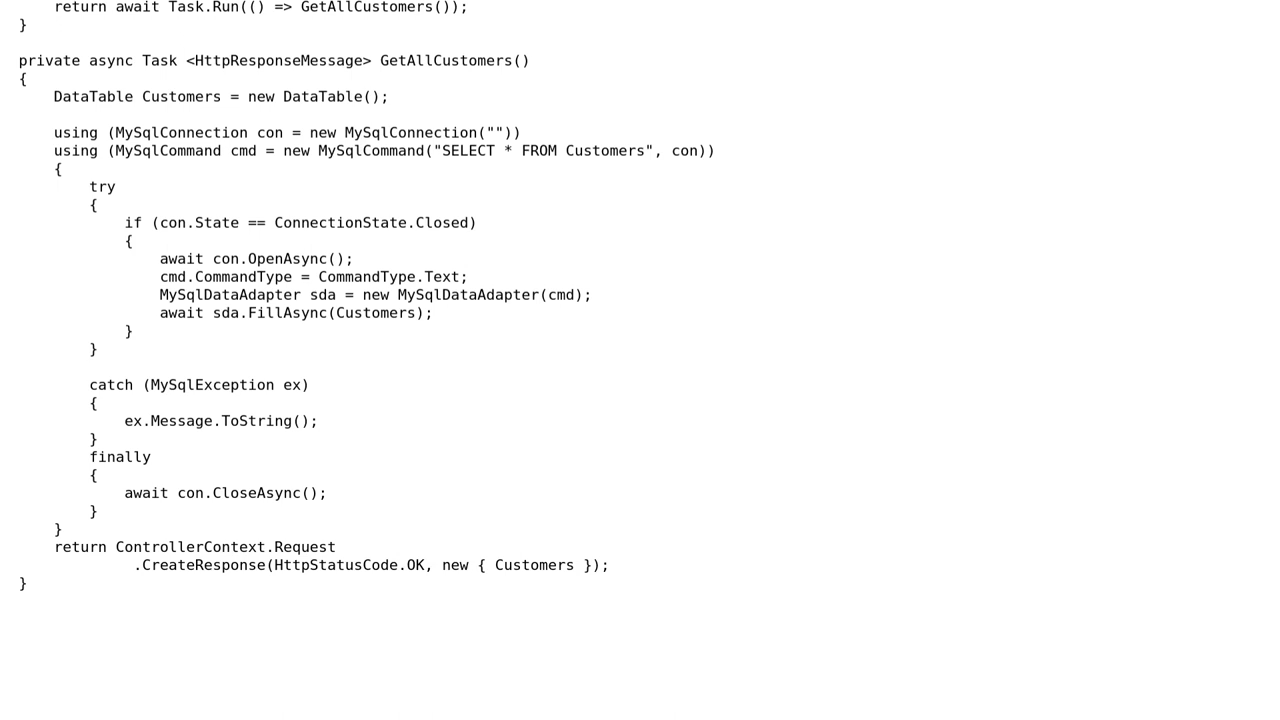 return await Task.Run(() => GetAllCustomers());
}

private async Task <HttpResponseMessage> GetAllCustomers()
{
    DataTable Customers = new DataTable();

    using (MySqlConnection con = new MySqlConnection(""))
    using (MySqlCommand cmd = new MySqlCommand("SELECT * FROM Customers", con))
    {
        try
        {
            if (con.State == ConnectionState.Closed)
            {
                await con.OpenAsync();
                cmd.CommandType = CommandType.Text;
                MySqlDataAdapter sda = new MySqlDataAdapter(cmd);
                await sda.FillAsync(Customers);
            }
        }

        catch (MySqlException ex)
        {
            ex.Message.ToString();
        }
        finally
        {
            await con.CloseAsync();
        }
    }
    return ControllerContext.Request
             .CreateResponse(HttpStatusCode.OK, new { Customers });
}